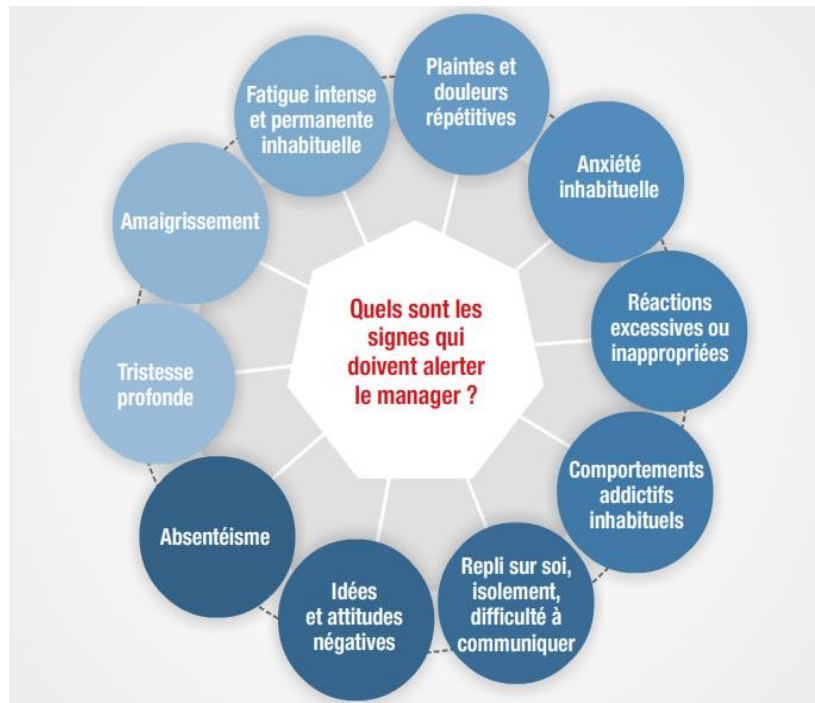 Quels sont les
signes qui
doivent alerter
le manager ?
Plaintes et
douleurs
répétitives
Anxiété
inhabituelle
Réactions
excessives ou
inappropriées
Comportements
addictifs
inhabituels
Repli sur soi,
isolement,
difficulté à
communiquer
Idées
et attitudes
négatives
Absentéisme
Tristesse
profonde
Amaigrissement
Fatigue intense
et permanente
inhabituelle